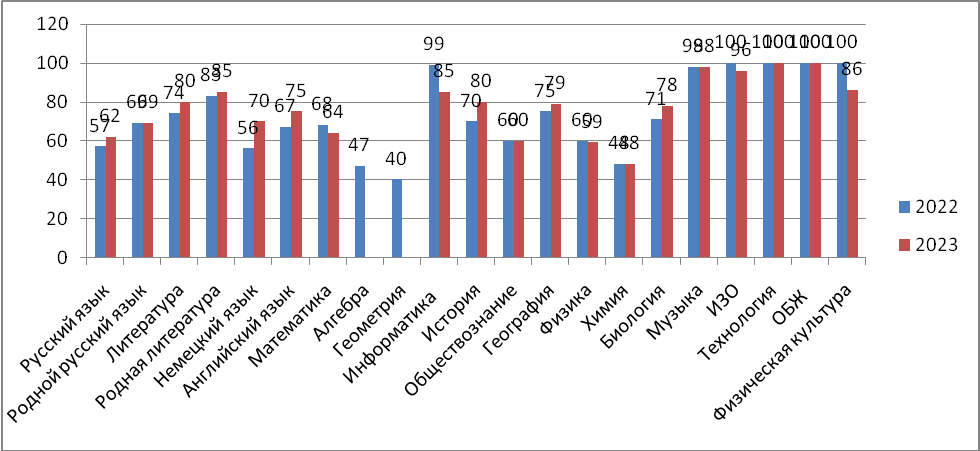 120
100
80
60
40
20
0
57 62
69 69
74 80
83 85
56 70
67 75
68 64
47
40
99 85
70 80
60 60
75 79
60 59
48 48
71 78
98 98
100 96
100 100
100 100
100 86
Русский язык
Родной русский язык
Литература
Родная литература
Немецкий язык
Английский язык
Математика
Алгебра
Геометрия
Информатика
История
Обществознание
География
Физика
Химия
Биология
Музыка
ИЗО
Технология
ОБЖ
Физическая культура
2022
2023